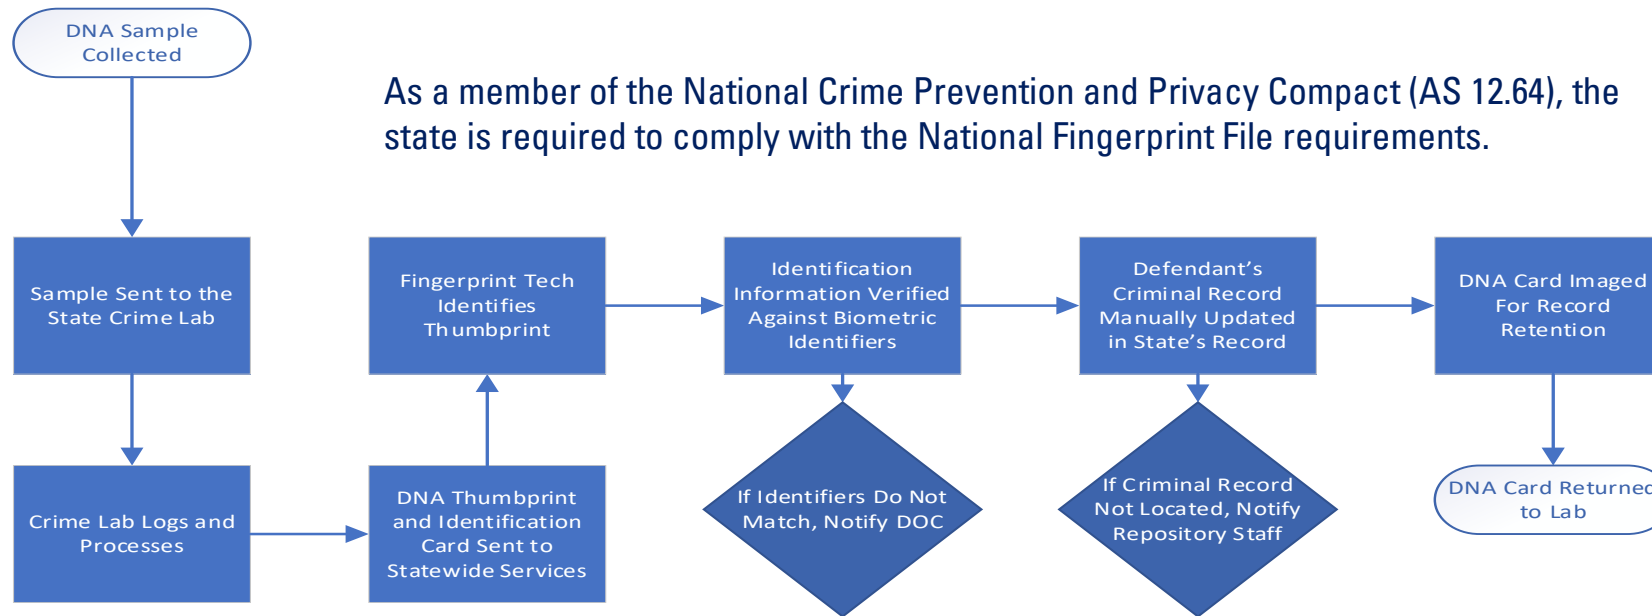 DNA Sample
Collected
As a member of the National Crime Prevention and Privacy Compact (AS 12.64), the
state is required to comply with the National Fingerprint File requirements.
Sample Sent to the
State Crime Lab
Crime Lab Logs and
Processes
DNA Thumbprint
and Identification
Card Sent to
Statewide Services
Fingerprint Tech
Identifies
Thumbprint
Identification
Information Verified
Against Biometric
Identifiers
If Identifiers Do Not
Match, Notify DOC
Defendant’s
Criminal Record
Manually Updated
in State’s Record
If Criminal Record
Not Located, Notify
Repository Staff
DNA Card Imaged
For Record
Retention
DNA Card Returned
to Lab